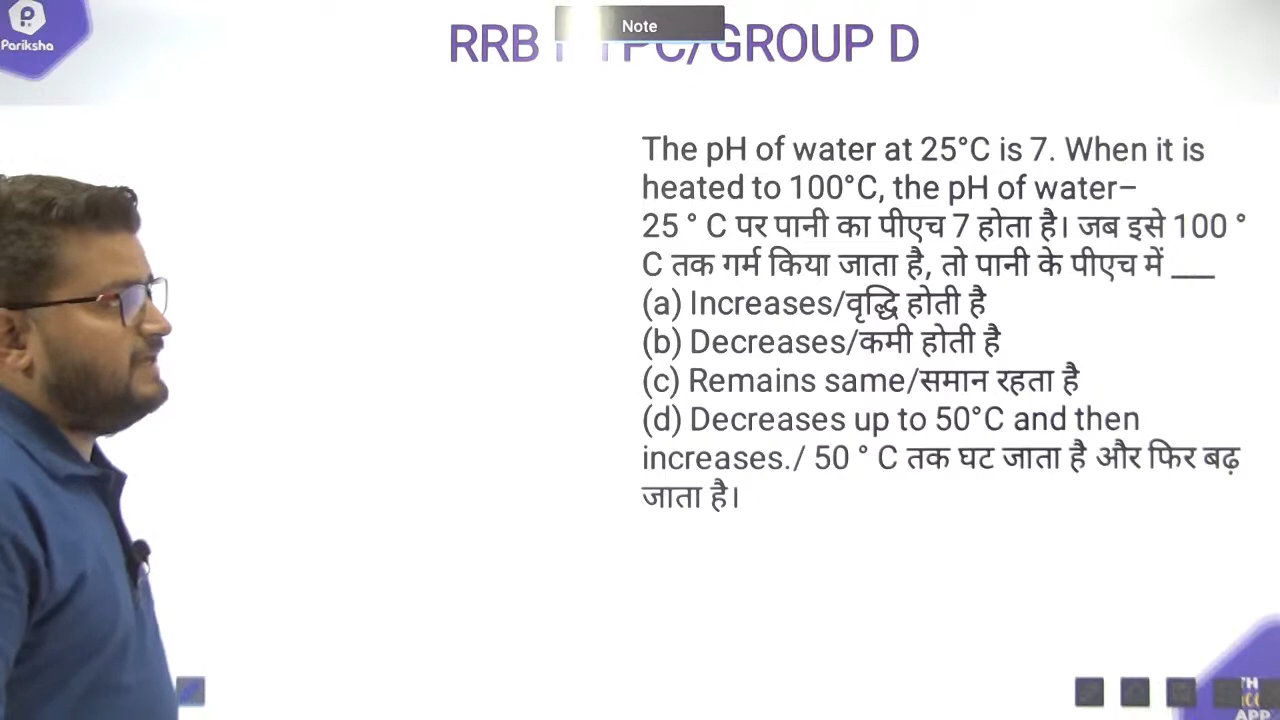 Pariksha
Note
RRB NTPC/GROUP D
The pH of water at 25°C is 7. When it is
heated to 100°C, the pH of water–
25 ° C पर पानी का पीएच 7 होता है। जब इसे 100 °
C तक गर्म किया जाता है, तो पानी के पीएच में ___
(a) Increases/वृद्धि होती है
(b) Decreases/कमी होती है
(c) Remains same/समान रहता है
(d) Decreases up to 50°C and then
increases./ 50 ° C तक घट जाता है और फिर बढ़
जाता है।
APP